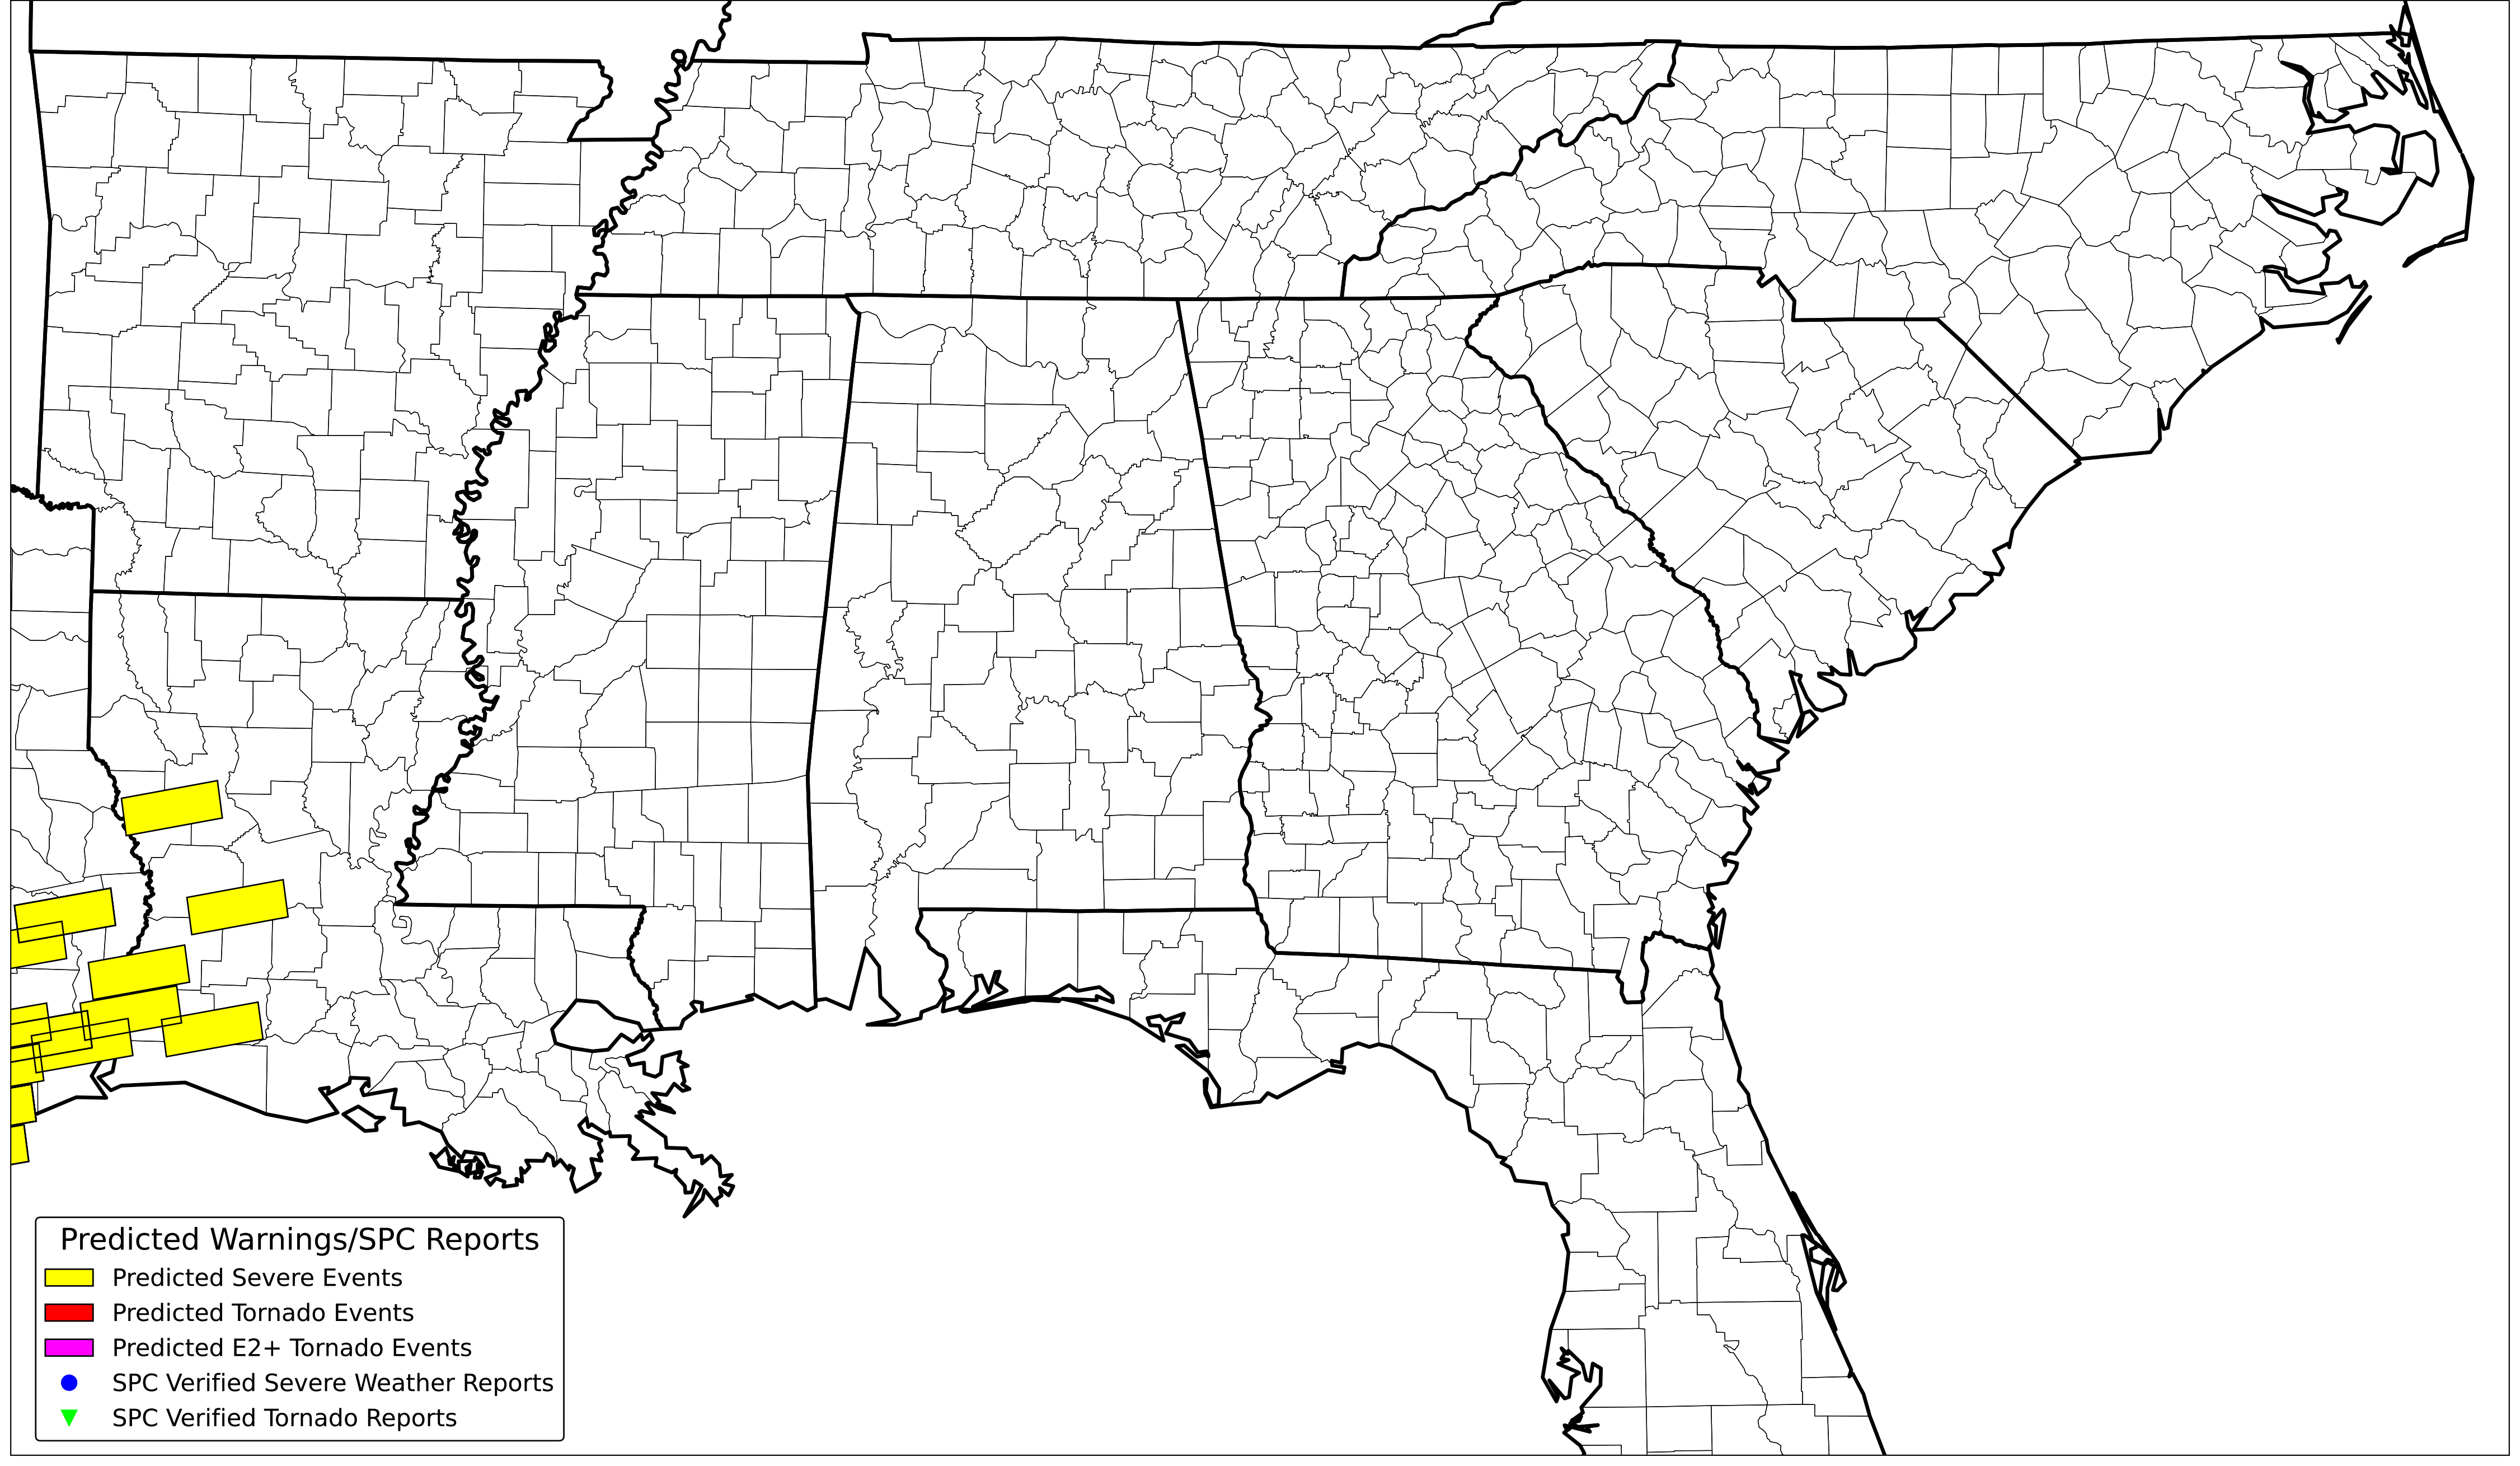 Predicted Warnings/SPC Reports
Predicted Severe Events
Predicted Tornado Events
Predicted E2+ Tornado Events
SPC Verified Severe Weather Reports
SPC Verified Tornado Reports